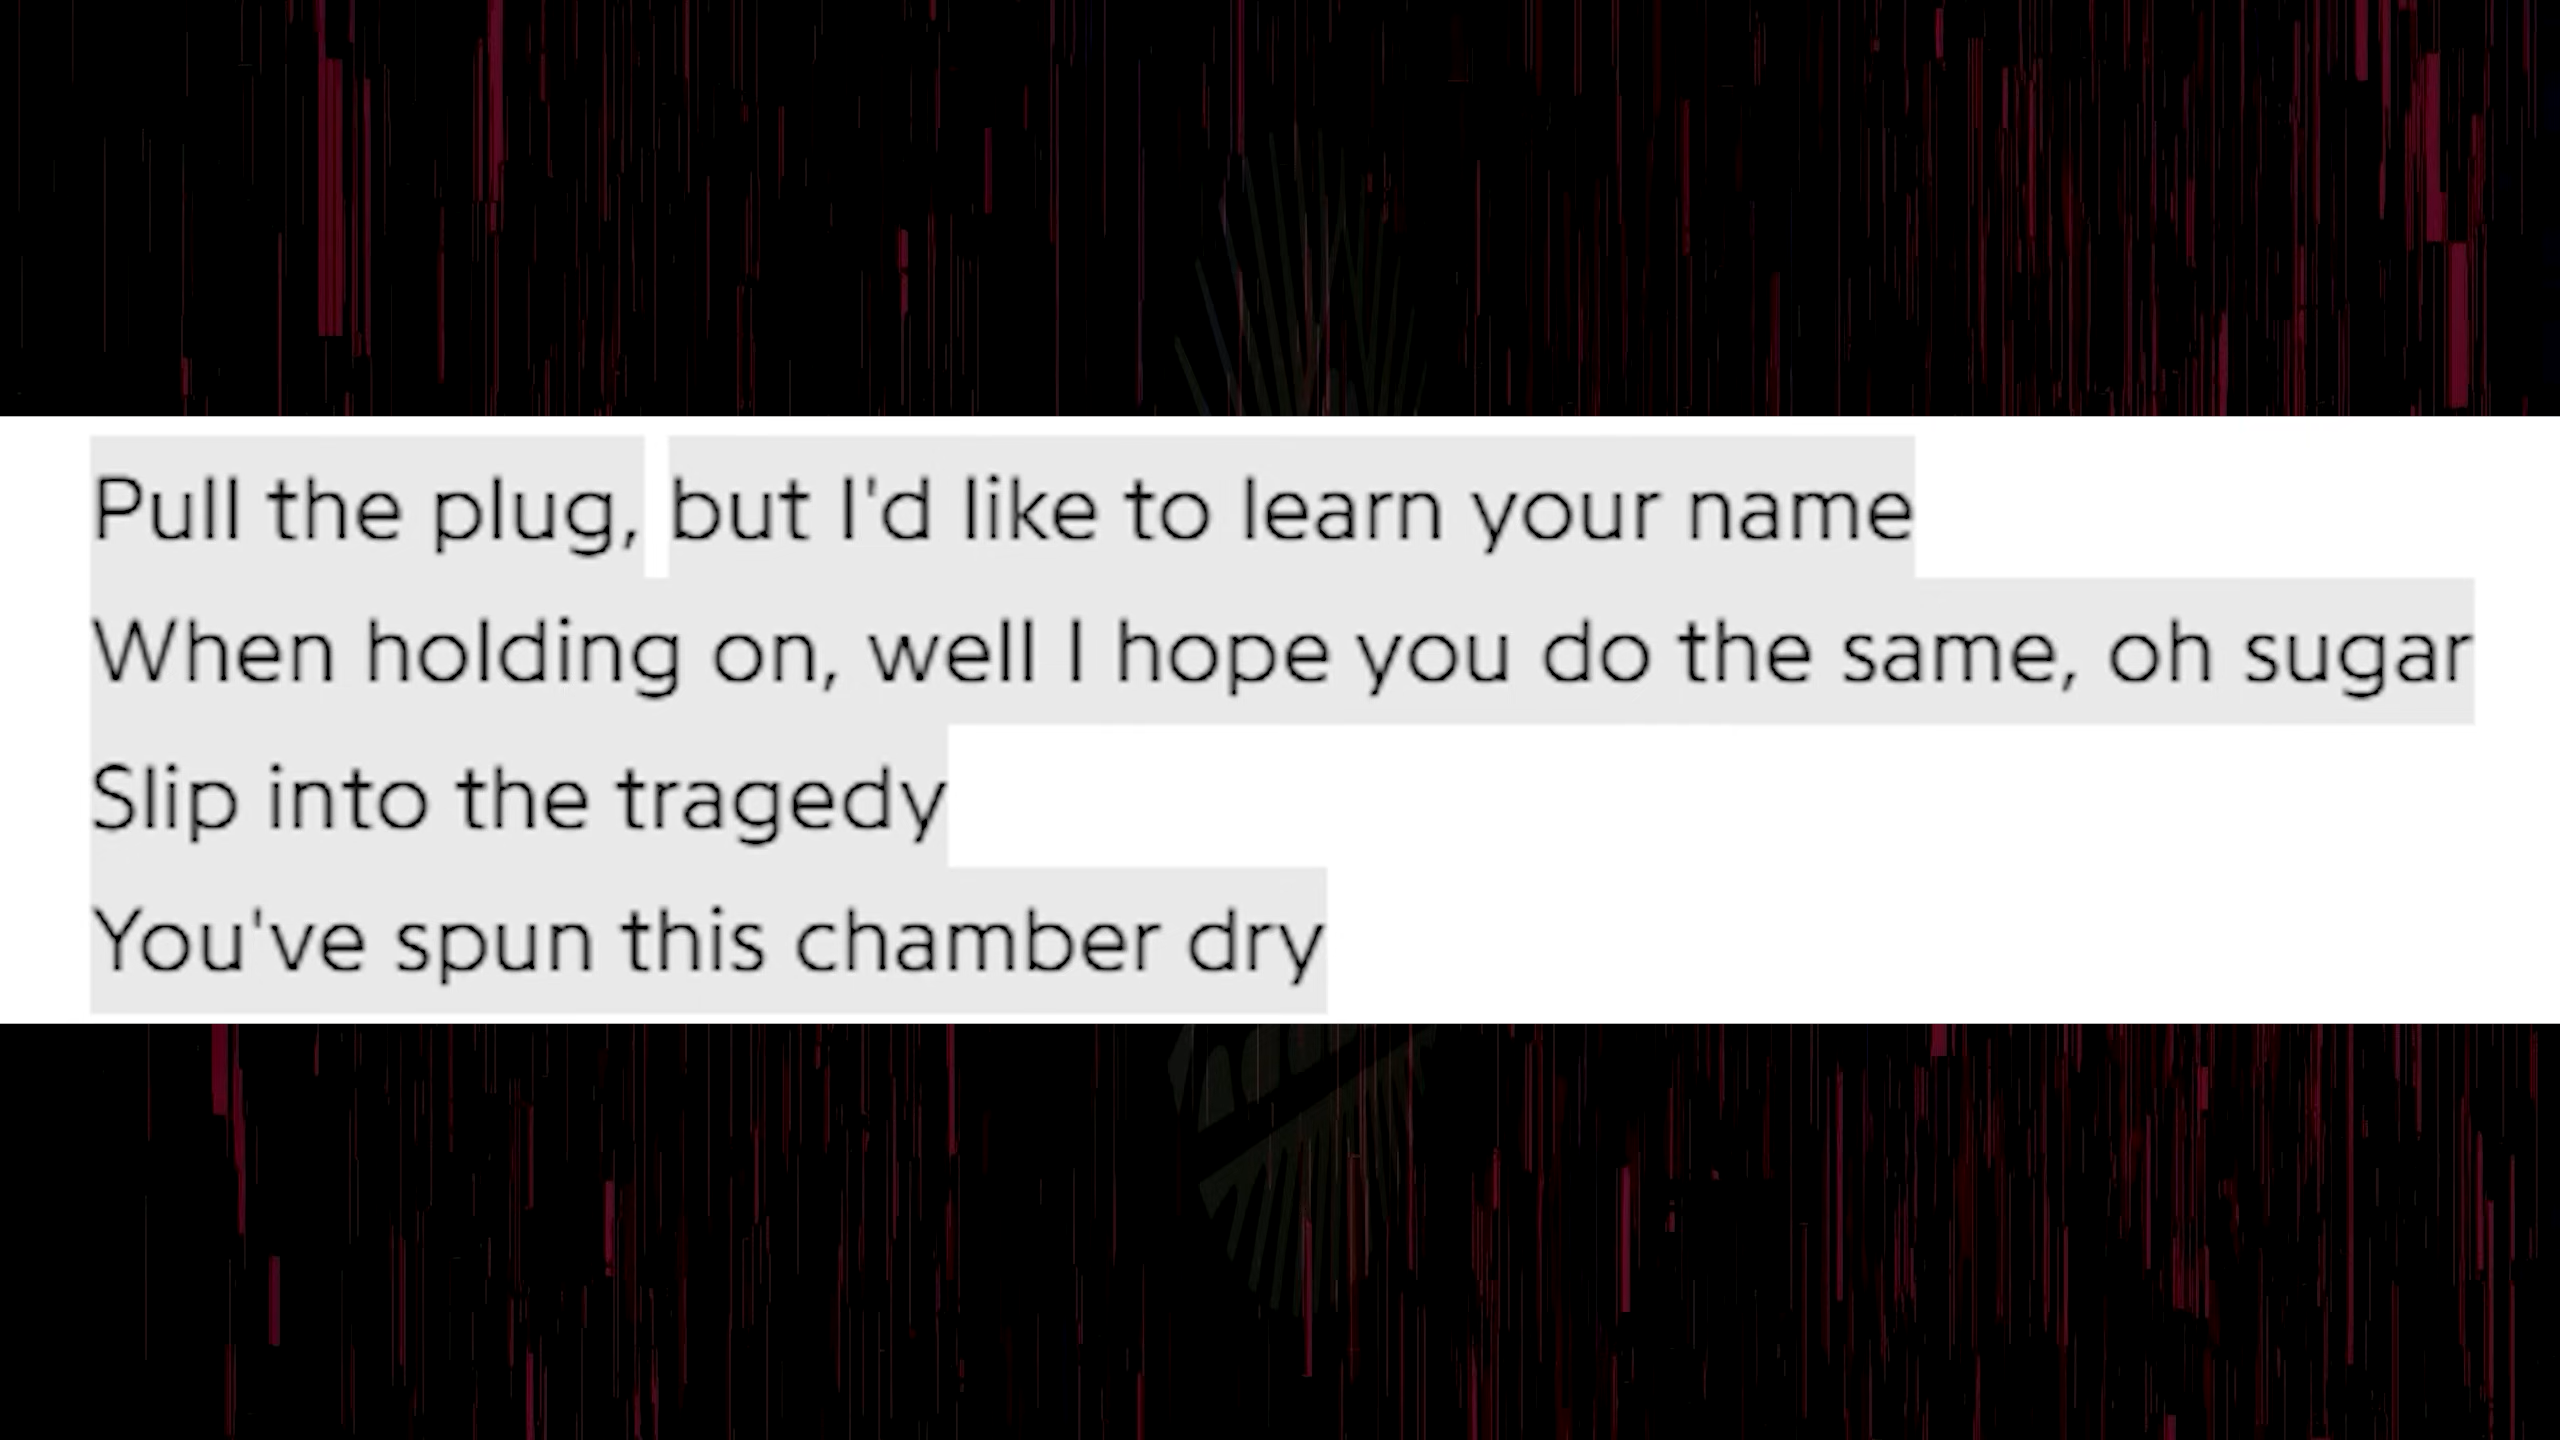 Pull the plug, but I'd like to learn your name
When holding on, well I hope you do the same, oh sugar
Slip into the tragedy
You've spun this chamber dry